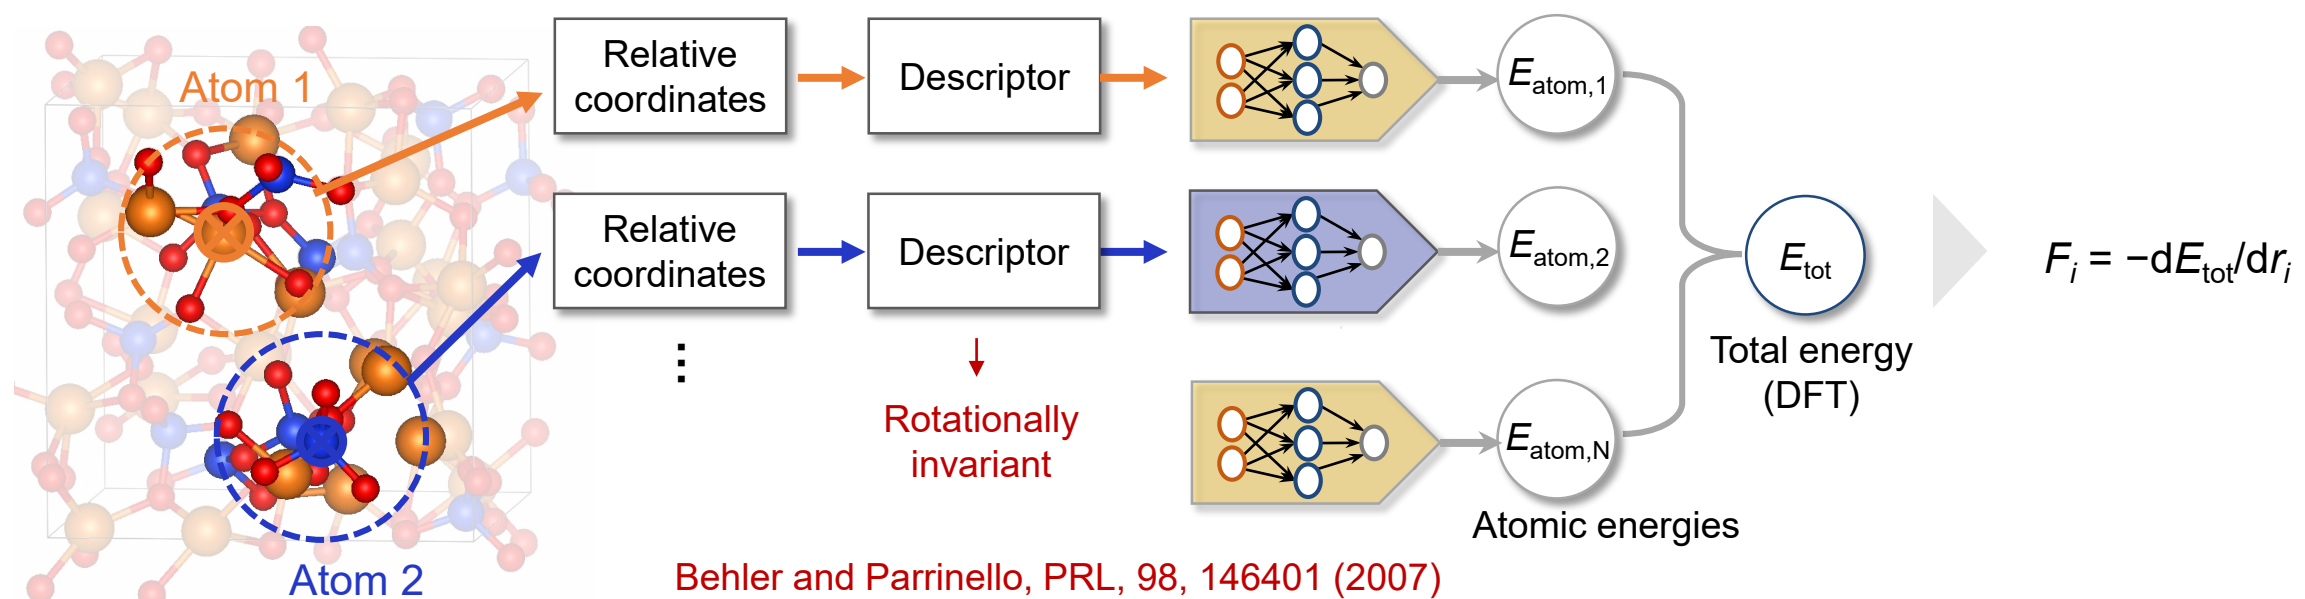 Atom 1
Relative
coordinates
Descriptor
Eatom,1
Relative
coordinates
Descriptor
Eatom,2
Etot
Fi = −dEtot/dri
⋮
Total energy
(DFT)
Rotationally
invariant
Eatom,N
Atomic energies
Atom 2
Behler and Parrinello, PRL, 98, 146401 (2007)